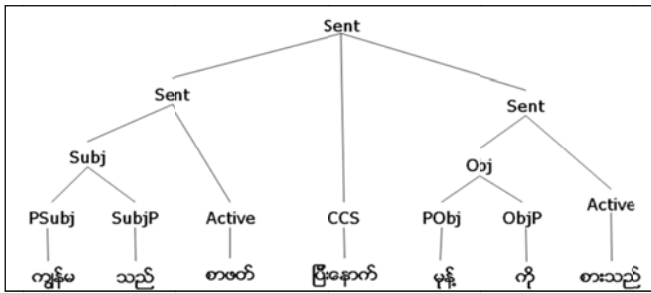 Sent
Sent Sent
Subj Obj
PSubj SubjP Active CCS PObj ObjP Active
ကျွန်မ သည် စာဖတ် ပြီးနောက် မုန့် ကို စားသည်